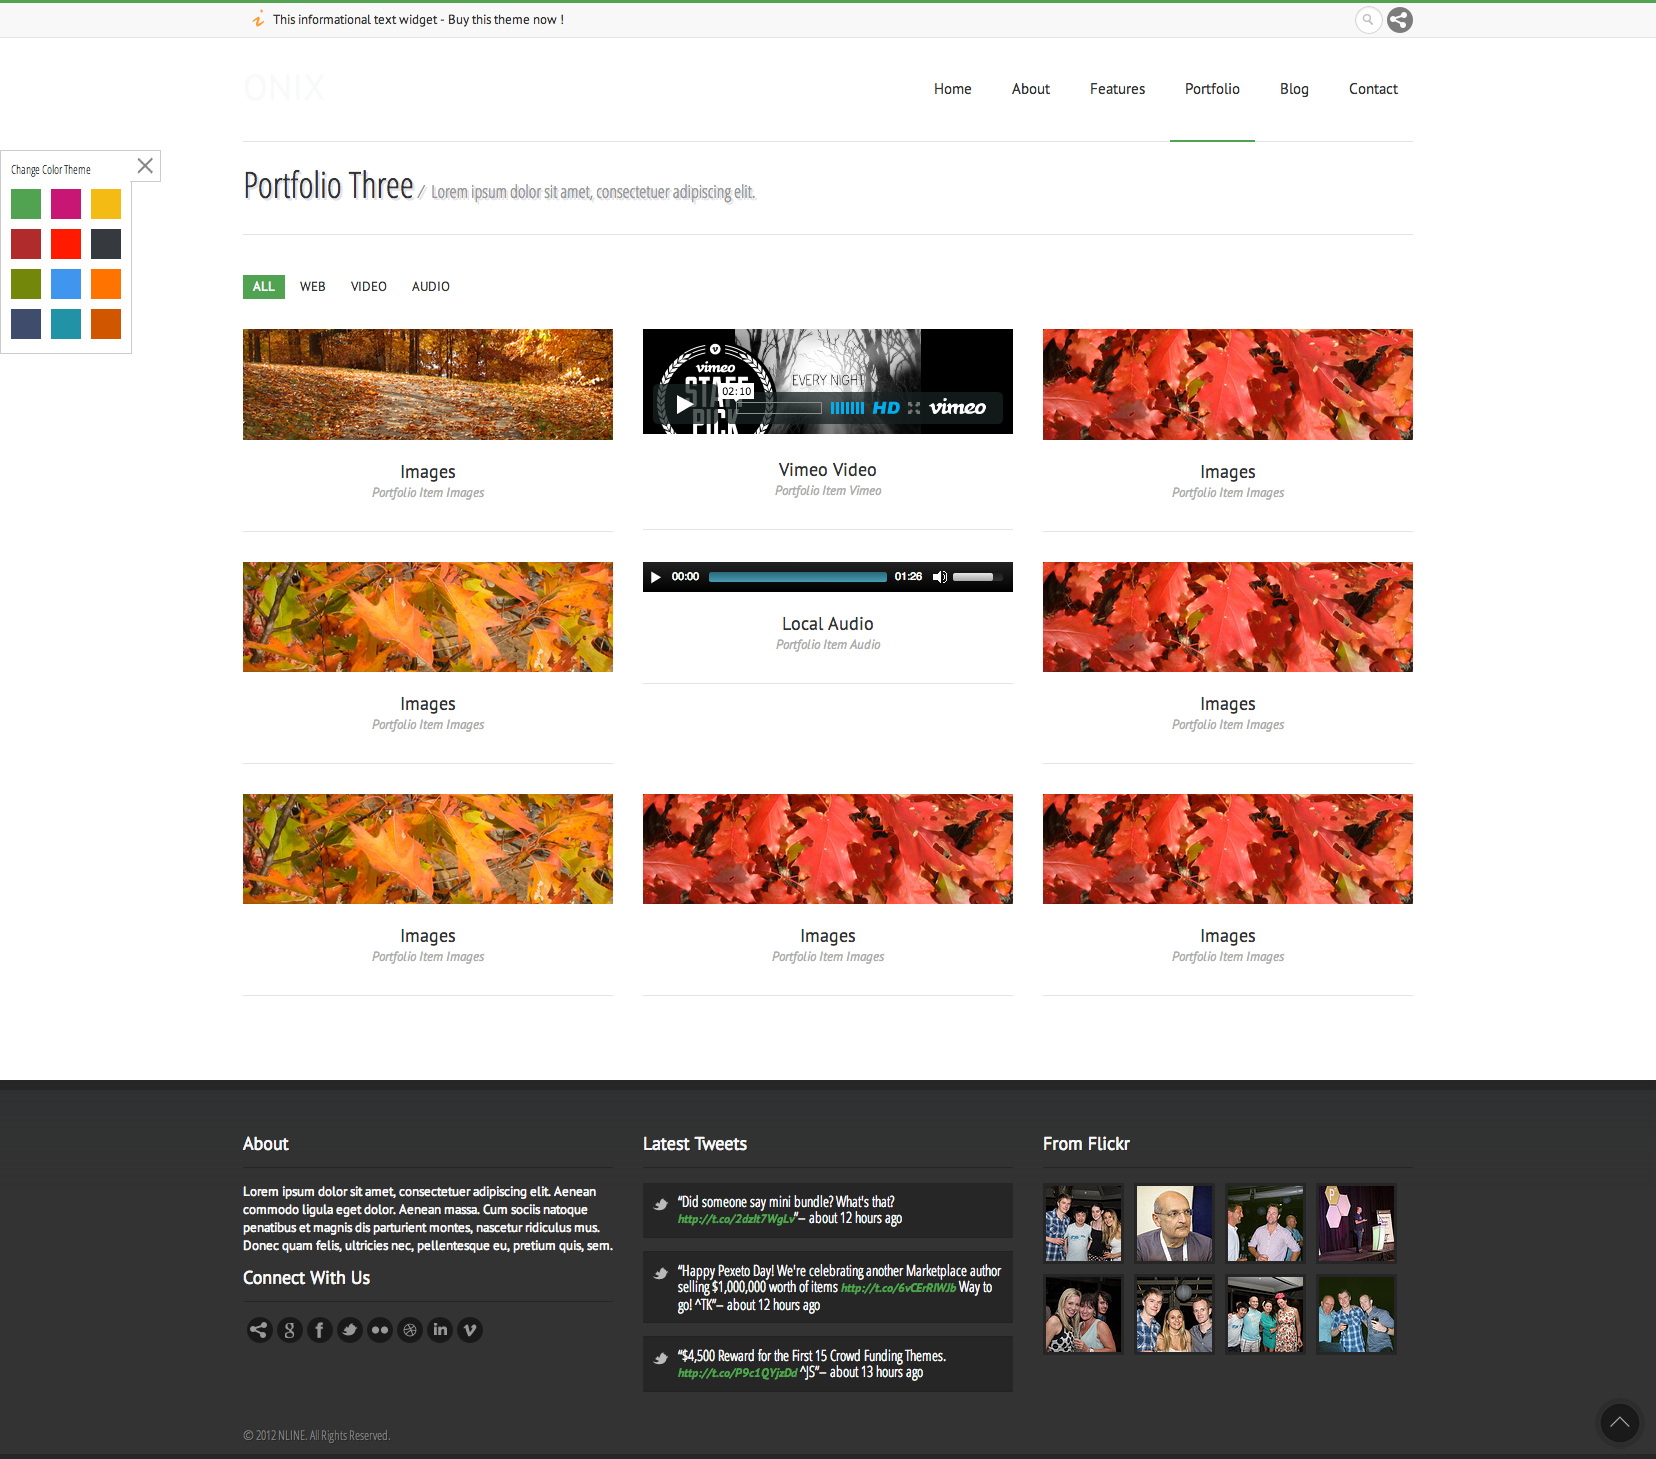 This informational text widget - Buy this theme now !
ONIX
Home About Features Portfolio Blog Contact
Change Color Theme
Portfolio Three / Lorem ipsum dolor sit amet, consectetuer adipiscing elit.
ALL WEB VIDEO AUDIO
vimeo
STAFF
PICK
EVERY NIGHT
02:10
HD
vimeo
Images
Portfolio Item Images
Vimeo Video
Portfolio Item Vimeo
Images
Portfolio Item Images
00:00 01:26
Images
Portfolio Item Images
Local Audio
Portfolio Item Audio
Images
Portfolio Item Images
Images
Portfolio Item Images
Images
Portfolio Item Images
Images
Portfolio Item Images
About
Lorem ipsum dolor sit amet, consectetuer adipiscing elit. Aenean
commodo ligula eget dolor. Aenean massa. Cum sociis natoque
penatibus et magnis dis parturient montes, nascetur ridiculus mus.
Donec quam felis, ultricies nec, pellentesque eu, pretium quis, sem.
Connect With Us
Latest Tweets
“Did someone say mini bundle? What's that?
http://t.co/2dzIt7WgLv”– about 12 hours ago
“Happy Pexeto Day! We're celebrating another Marketplace author
selling $1,000,000 worth of items http://t.co/6vCErRlWJb Way to
go! ^TK”– about 12 hours ago
“$4,500 Reward for the First 15 Crowd Funding Themes.
http://t.co/P9c1QYjzDd ^JS”– about 13 hours ago
From Flickr
© 2012 NLINE. All Rights Reserved.